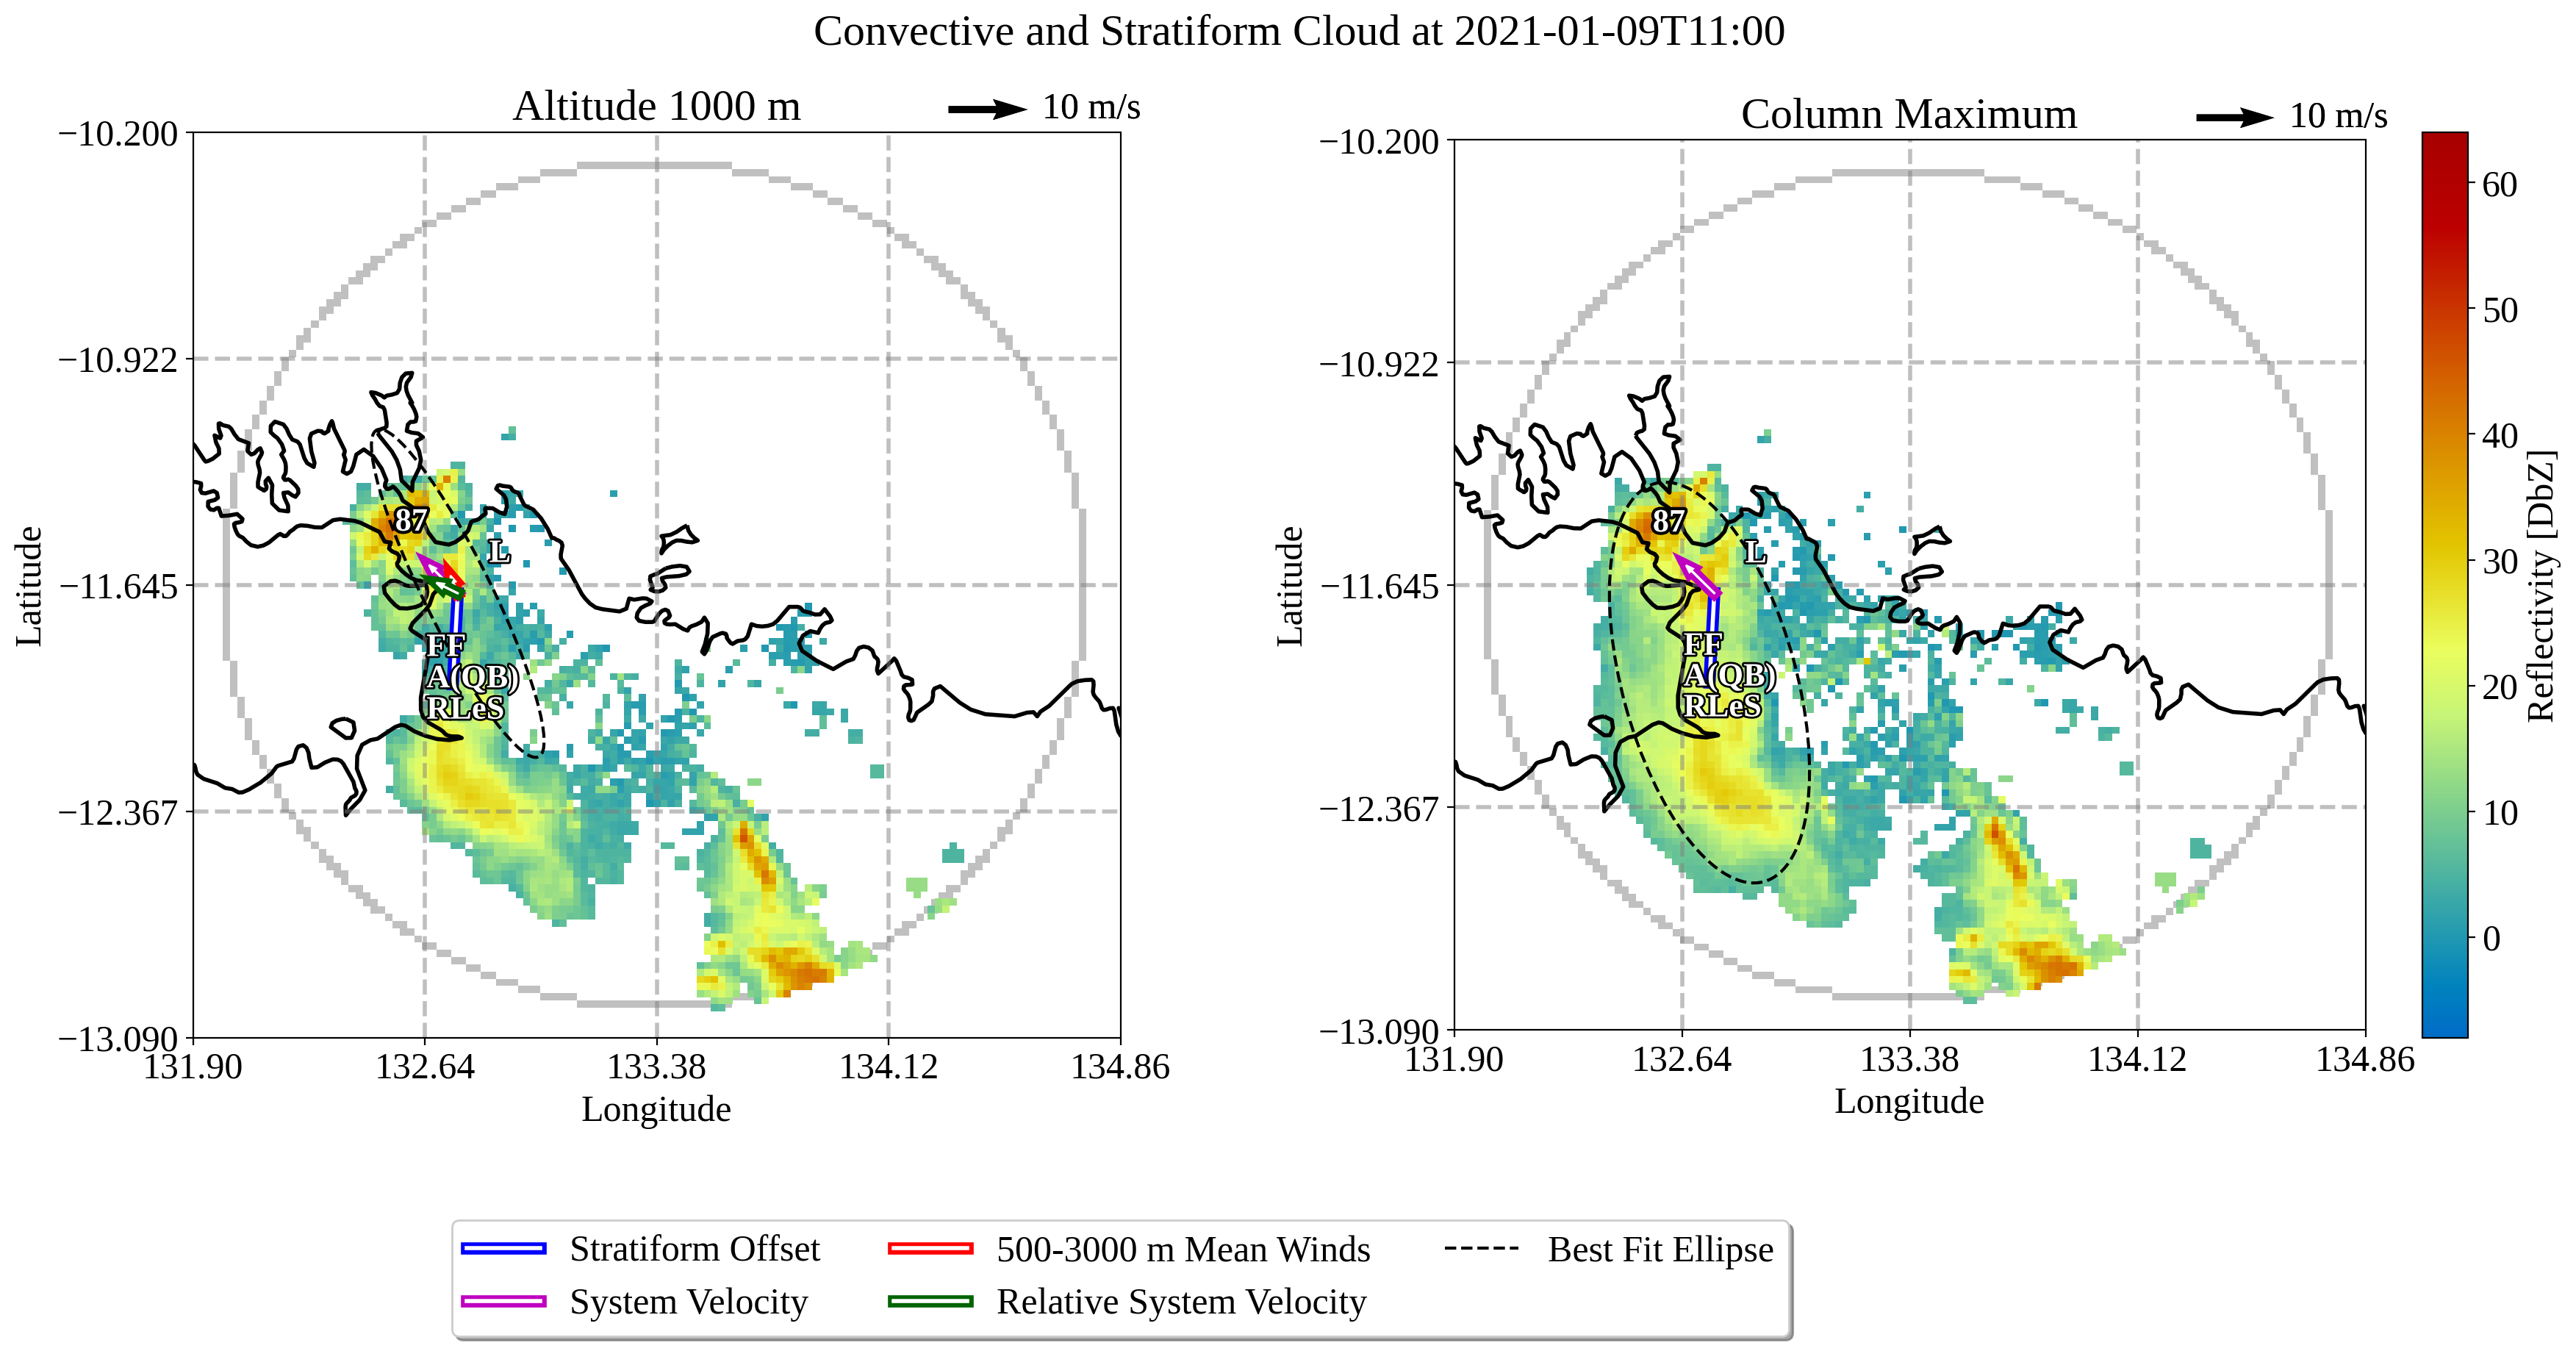 Convective and Stratiform Cloud at 2021-01-09T11:00
Altitude 1000 m
10 m/s
−10.200
−10.922
−11.645
−12.367
−13.090
Latitude
87
L
FF
A(QB)
RLeS
131.90
132.64
133.38
134.12
134.86
Longitude
Column Maximum
10 m/s
−10.200
−10.922
−11.645
−12.367
−13.090
Latitude
87
L
FF
A(QB)
RLeS
131.90
132.64
133.38
134.12
134.86
Longitude
60
50
40
30
20
10
0
Reflectivity [DbZ]
Stratiform Offset
System Velocity
500-3000 m Mean Winds
Relative System Velocity
Best Fit Ellipse